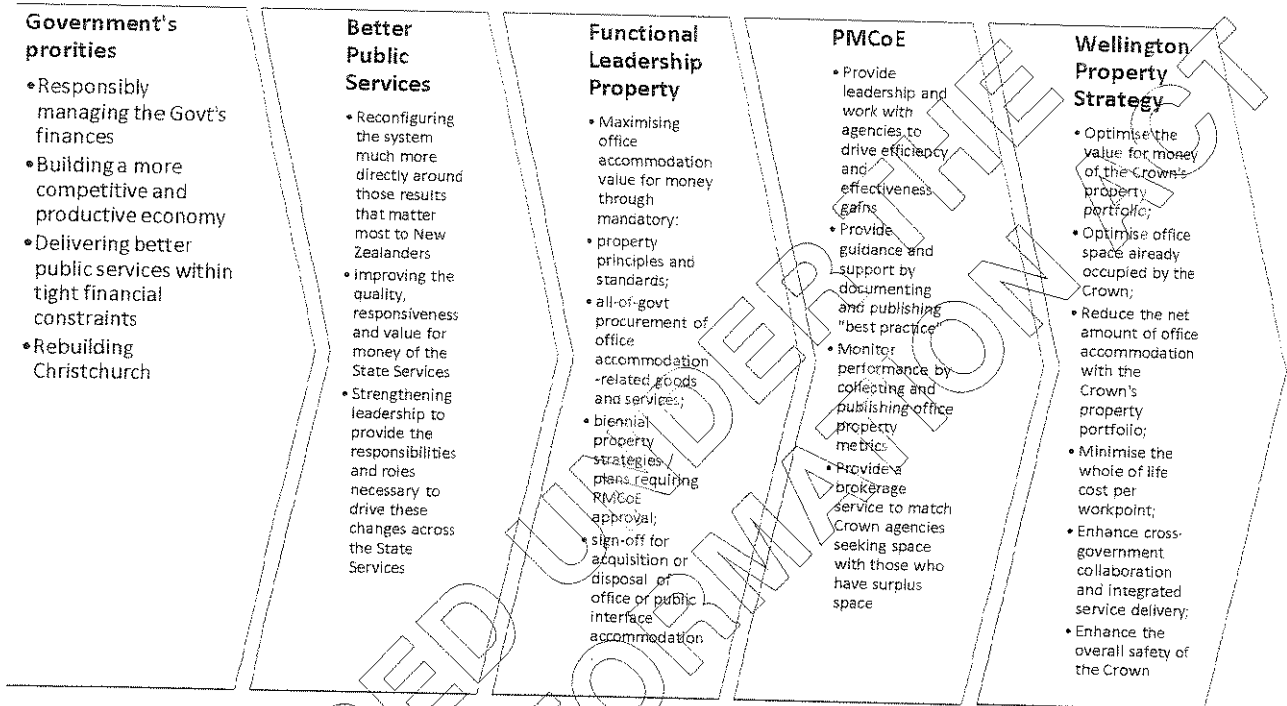 Government's
prorities
•Responsibly
managing the Govt's
finances
•Building a more
competitive and
productive economy
•Delivering better
public services within
tight financial
constraints
•Rebuilding
Christchurch
Better
Public
Services
• Reconfiguring
the system
much more
directly around
those results
that matter
most to New
Zealanders
• improving the
quality,
responsiveness
and value for
money of the
State Services
• Strengthening
leadership to
provide the
responsibilities
and roles
necessary to
drive these
changes across
the State
Services
Functional
Leadership
Property
• Maximising
office
accommodation
value for money
through
mandatory:
• property
principles and
standards;
• all-of-govt
procurement of
office
accommodation
-related goods
and services;
• biennial
property
strategies /
plans requiring
PMCoE
approval;
• sign-off for
acquisition or
disposal of
office or public
interface
accommodation
PMCoE
• Provide
leadership and
work with
agencies to
drive efficiency
and
effectiveness
gains
• Provide
guidance and
support by
documenting
and publishing
"best practice"
• Monitor
performance by
collecting and
publishing office
property
metrics
• Provide a
brokerage
service to match
Crown agencies
seeking space
with those who
have surplus
space
Wellington
Property
Strategy
• Optimise the
value for money
of the Crown's
property
portfolio;
• Optimise office
space already
occupied by the
Crown;
• Reduce the net
amount of office
accommodation
with the
Crown's
property
portfolio;
• Minimise the
whole of life
cost per
workpoint;
• Enhance cross-
government
collaboration
and integrated
service delivery;
• Enhance the
overall safety of
the Crown
ED UNDER THE
ORMATION ACT